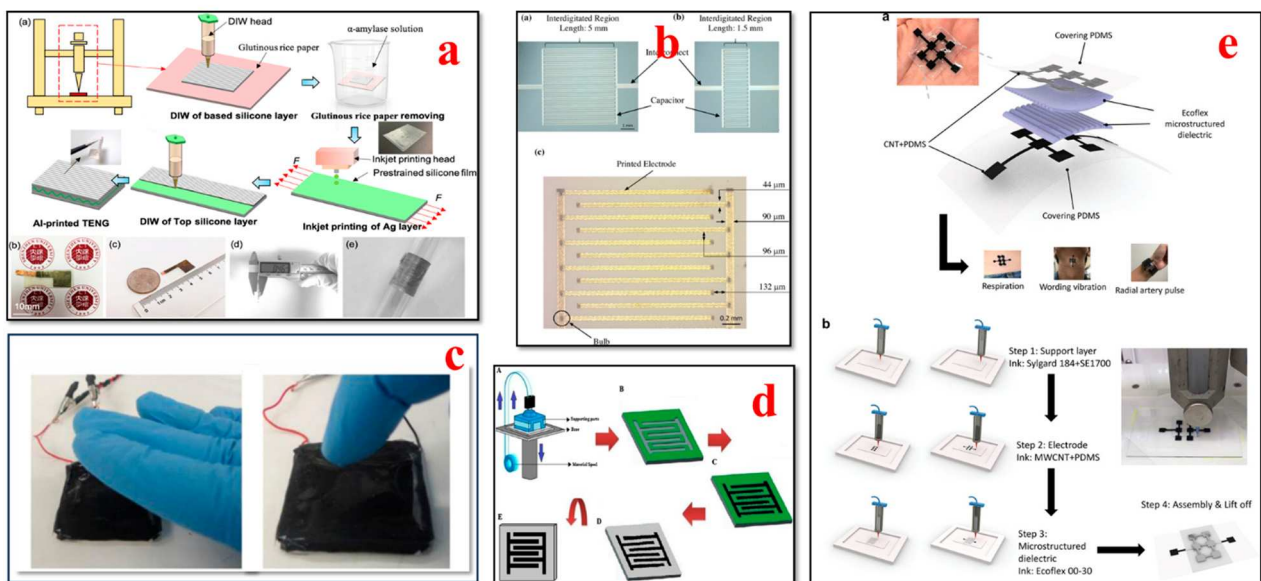 (a)
DIW head
α-amylase solution
Glutinous rice paper
a
DIW of based silicone layer
Glutinous rice paper removing
Inkjet printing head
Prestrained silicone film
F
F
AI-printed TENG
DIW of Top silicone layer
Inkjet printing of Ag layer
(b)
(c)
(d)
(e)
10mm
(a)
Interdigitated Region
Length: 5 mm
(b)
Interdigitated Region
Length: 1.5 mm
b
Interconnect
Capacitor
1 mm
(c)
Printed Electrode
44 µm
90 µm
96 µm
132 µm
0.2 mm
Bulb
c
d
A
Supporting parts
Base
Material Spool
B
C
D
E
e
a
Covering PDMS
CNT+PDMS
Ecoflex
microstructured
dielectric
Covering PDMS
Respiration
Wording vibration
Radial artery pulse
b
Step 1: Support layer
Ink: Sylgard 184+SE1700
Step 2: Electrode
Ink: MWCNT+PDMS
Step 3:
Microstructured
dielectric
Ink: Ecoflex 00-30
Step 4: Assembly & Lift off